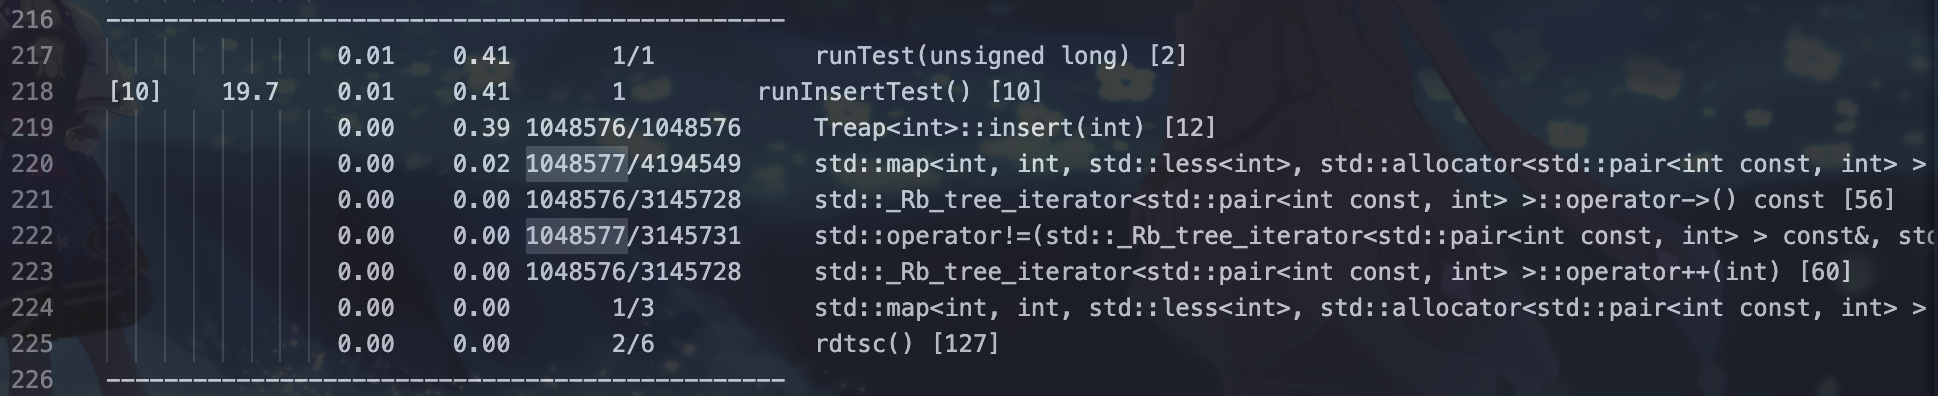 216 -----------------------------------------------
217 0.01 0.41 1/1 runTest(unsigned long) [2]
218 [10] 19.7 0.01 0.41 1 runInsertTest() [10]
219 0.00 0.39 1048576/1048576 Treap<int>::insert(int) [12]
220 0.00 0.02 1048577/4194549 std::map<int, int, std::less<int>, std::allocator<std::pair<int const, int> >
221 0.00 0.00 1048576/3145728 std::_Rb_tree_iterator<std::pair<int const, int> >::operator->() const [56]
222 0.00 0.00 1048577/3145731 std::operator!=(std::_Rb_tree_iterator<std::pair<int const, int> > const&, std
223 0.00 0.00 1048576/3145728 std::_Rb_tree_iterator<std::pair<int const, int> >::operator++(int) [60]
224 0.00 0.00 1/3 std::map<int, int, std::less<int>, std::allocator<std::pair<int const, int> >
225 0.00 0.00 2/6 rdtsc() [127]
226 -----------------------------------------------